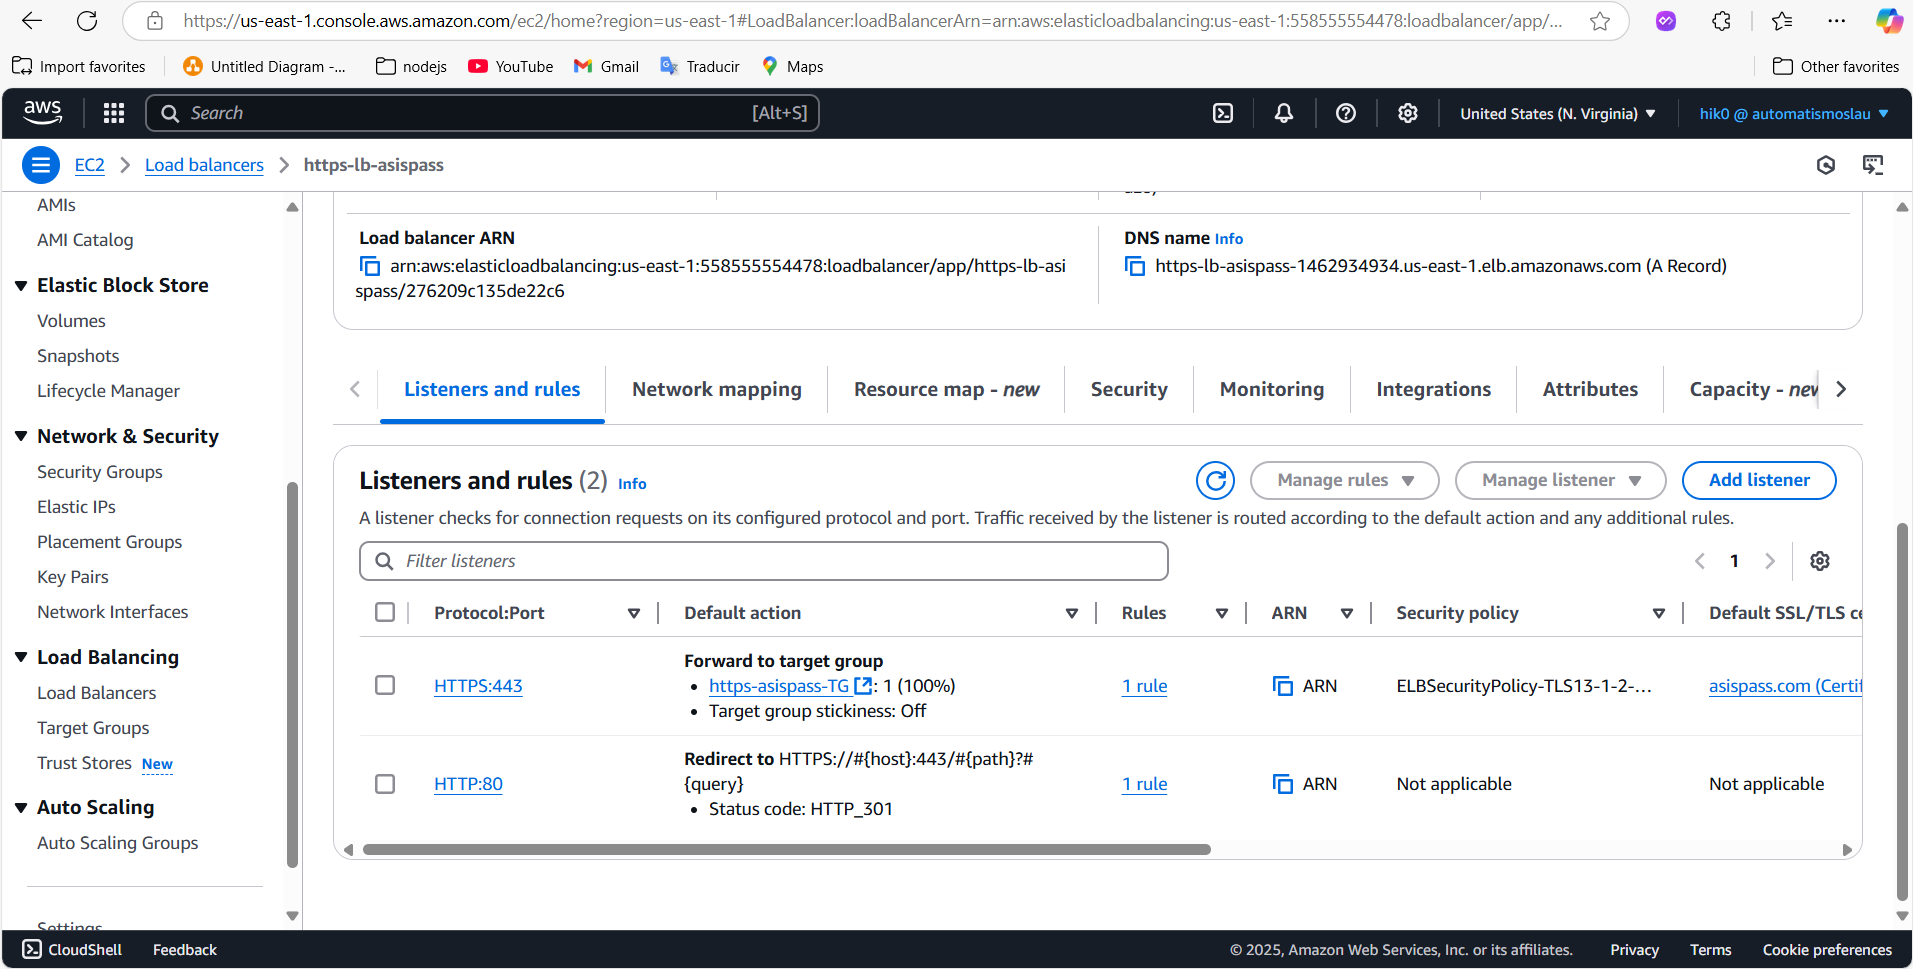 https://us-east-1.console.aws.amazon.com/ec2/home?region=us-east-1#LoadBalancer:loadBalancerArn=arn:aws:elasticloadbalancing:us-east-1:558555554478:loadbalancer/app/...
Import favorites
Untitled Diagram -...
nodejs
YouTube
Gmail
Traducir
Maps
Other favorites
aws
Search
[Alt+S]
United States (N. Virginia)
hik0 @ automatismoslau
EC2
Load balancers
https-lb-asispass
AMIs
AMI Catalog
Elastic Block Store
Volumes
Snapshots
Lifecycle Manager
Network & Security
Security Groups
Elastic IPs
Placement Groups
Key Pairs
Network Interfaces
Load Balancing
Load Balancers
Target Groups
Trust Stores New
Auto Scaling
Auto Scaling Groups
Settings
Load balancer ARN
arn:aws:elasticloadbalancing:us-east-1:558555554478:loadbalancer/app/https-lb-asi
spass/276209c135de22c6
DNS name Info
https-lb-asispass-1462934934.us-east-1.elb.amazonaws.com (A Record)
Listeners and rules
Network mapping
Resource map - new
Security
Monitoring
Integrations
Attributes
Capacity - new
Listeners and rules (2) Info
Manage rules
Manage listener
Add listener
A listener checks for connection requests on its configured protocol and port. Traffic received by the listener is routed according to the default action and any additional rules.
Filter listeners
1
Protocol:Port
Default action
Rules
ARN
Security policy
Default SSL/TLS ce
HTTPS:443
Forward to target group
• https-asispass-TG : 1 (100%)
• Target group stickiness: Off
1 rule
ARN
ELBSecurityPolicy-TLS13-1-2-...
asispass.com (Certif
HTTP:80
Redirect to HTTPS://#{host}:443/#{path}?#
{query}
• Status code: HTTP_301
1 rule
ARN
Not applicable
Not applicable
CloudShell
Feedback
© 2025, Amazon Web Services, Inc. or its affiliates.
Privacy
Terms
Cookie preferences